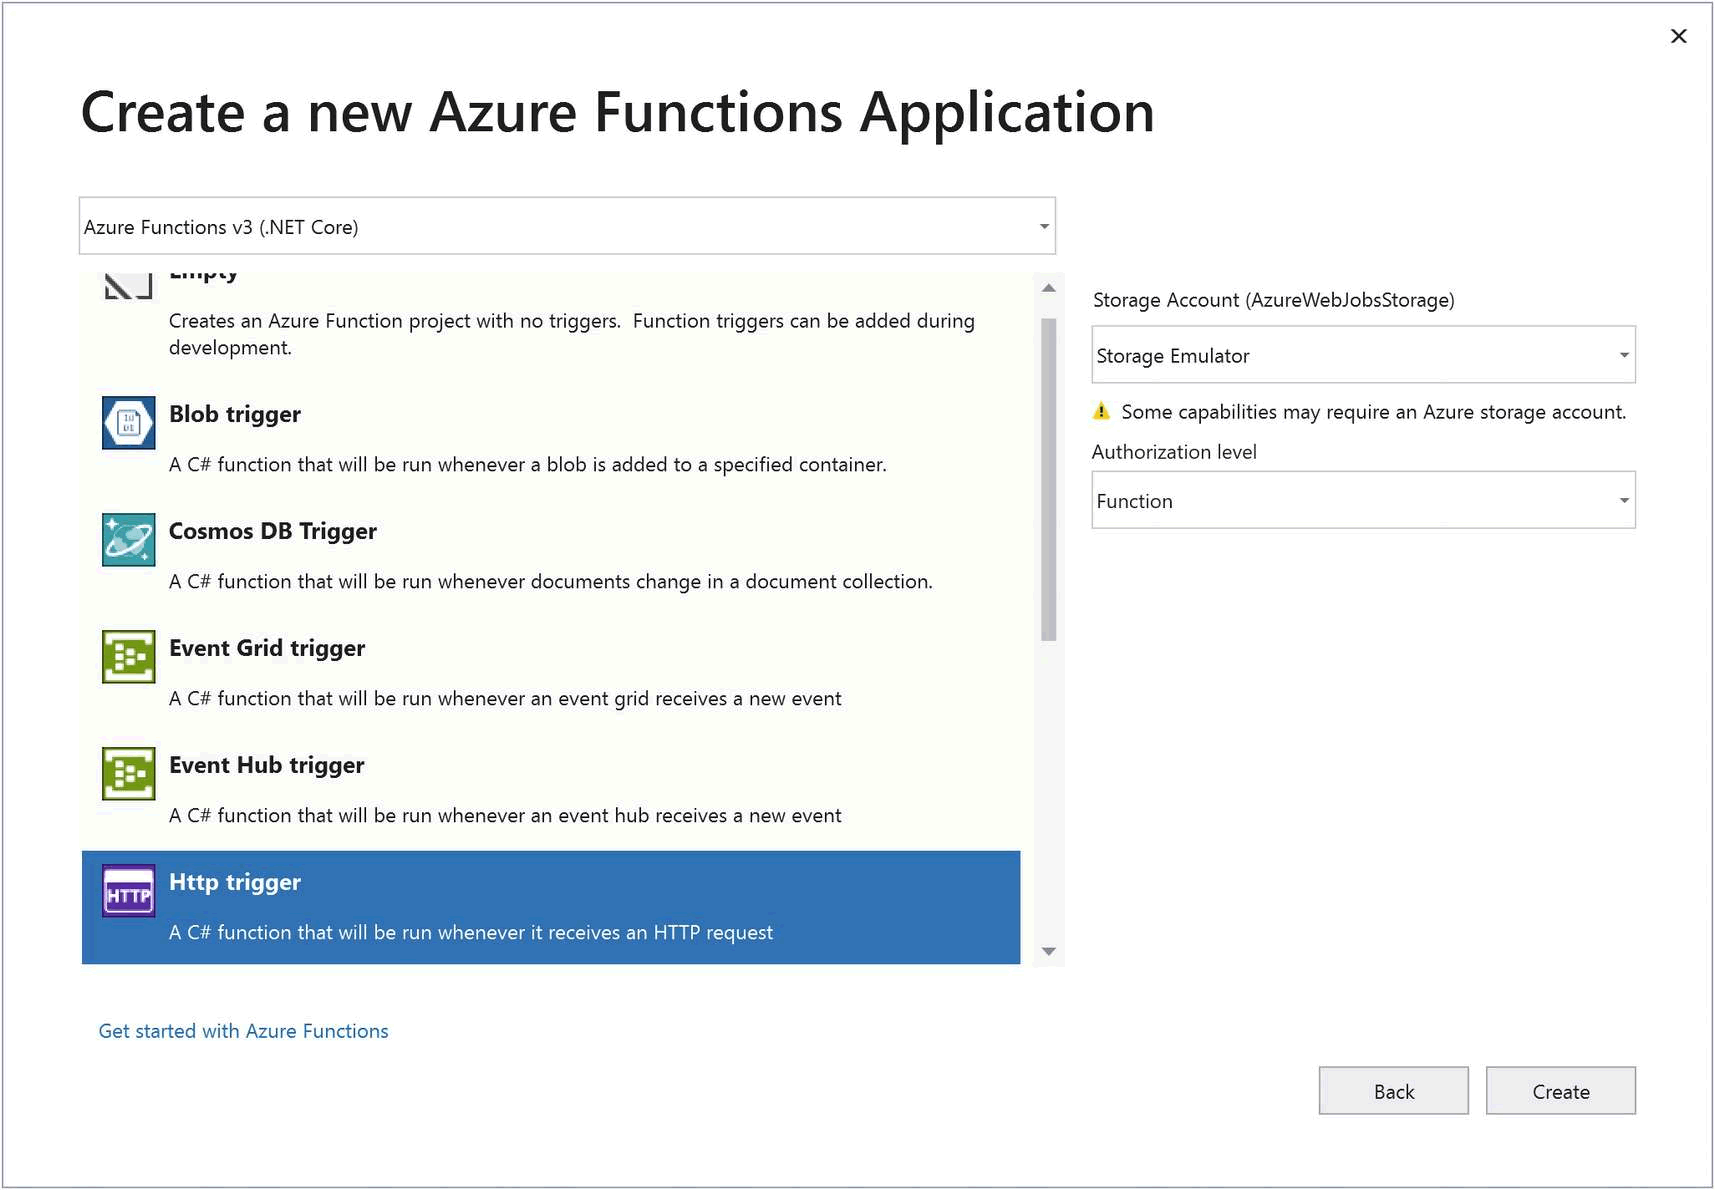 Create a new Azure Functions Application
Azure Functions v3 (.NET Core)
Empty
Creates an Azure Function project with no triggers.  Function triggers can be added during
development.
Blob trigger
A C# function that will be run whenever a blob is added to a specified container.
Cosmos DB Trigger
A C# function that will be run whenever documents change in a document collection.
Event Grid trigger
A C# function that will be run whenever an event grid receives a new event
Event Hub trigger
A C# function that will be run whenever an event hub receives a new event
HTTP
Http trigger
A C# function that will be run whenever it receives an HTTP request
Storage Account (AzureWebJobsStorage)
Storage Emulator
Some capabilities may require an Azure storage account.
Authorization level
Function
Get started with Azure Functions
Back
Create